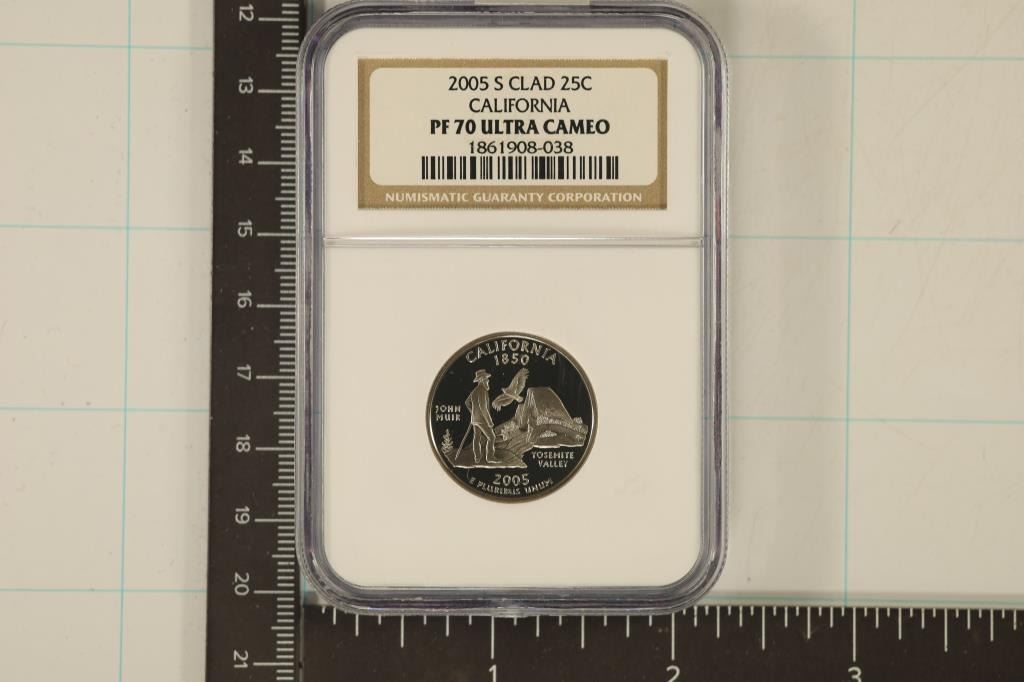 2005 S CLAD 25C
CALIFORNIA
PF 70 ULTRA CAMEO
1861908-038
NUMISMATIC GUARANTY CORPORATION
CALIFORNIA
1850
JOHN
MUIR
YOSEMITE
VALLEY
2005
E PLURIBUS UNUM
12
13
14
15
16
17
18
19
20
21
1
2
3